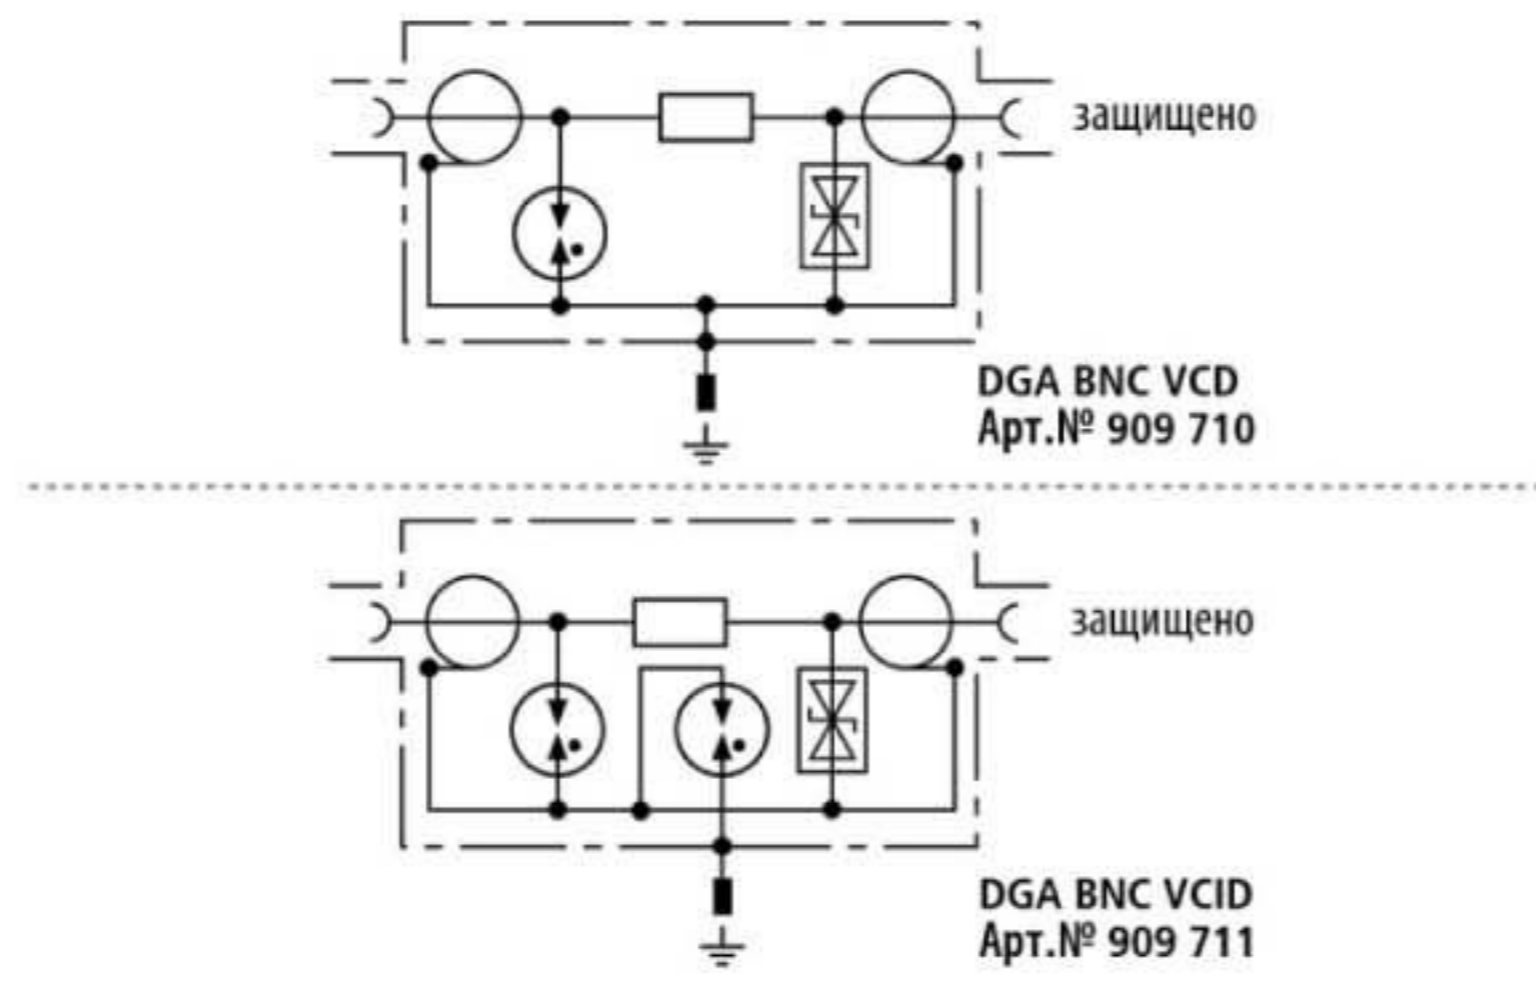 защищено
DGA BNC VCD
Арт.№ 909 710
защищено
DGA BNC VCID
Арт.№ 909 711